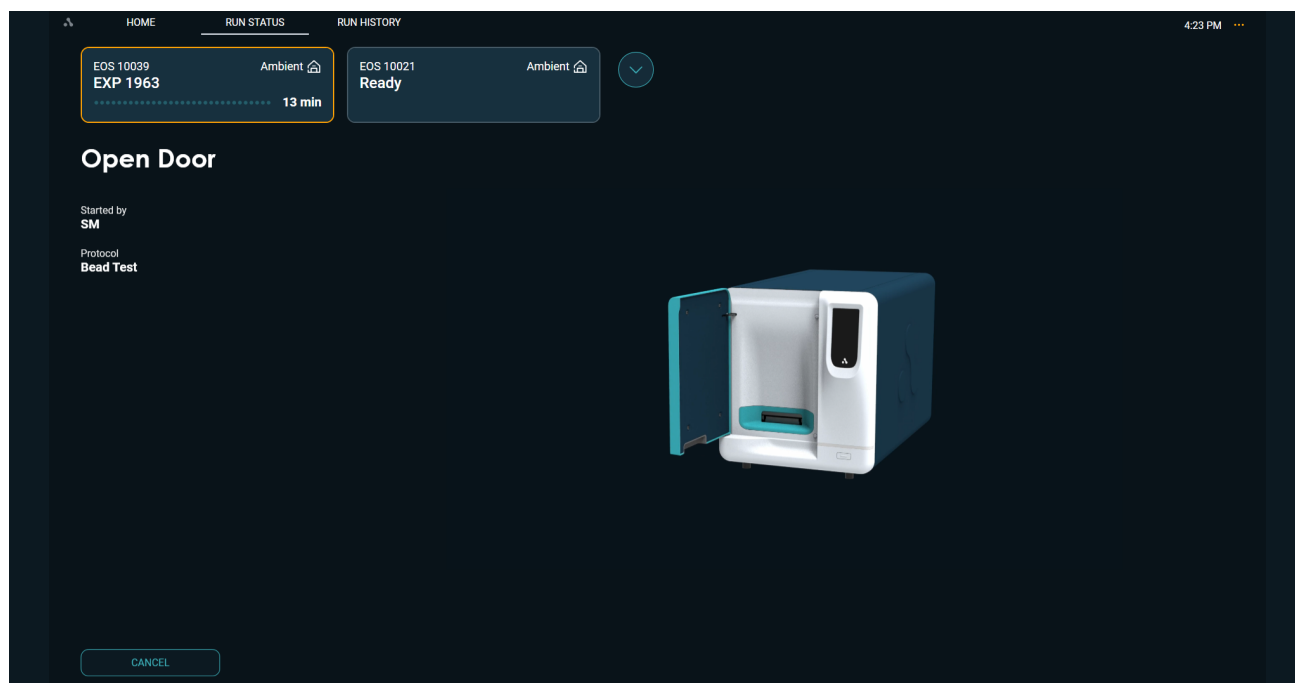 HOME RUN STATUS RUN HISTORY 4:23 PM
EOS 10039 Ambient
EXP 1963
13 min
EOS 10021 Ambient
Ready
Open Door
Started by
SM
Protocol
Bead Test
CANCEL